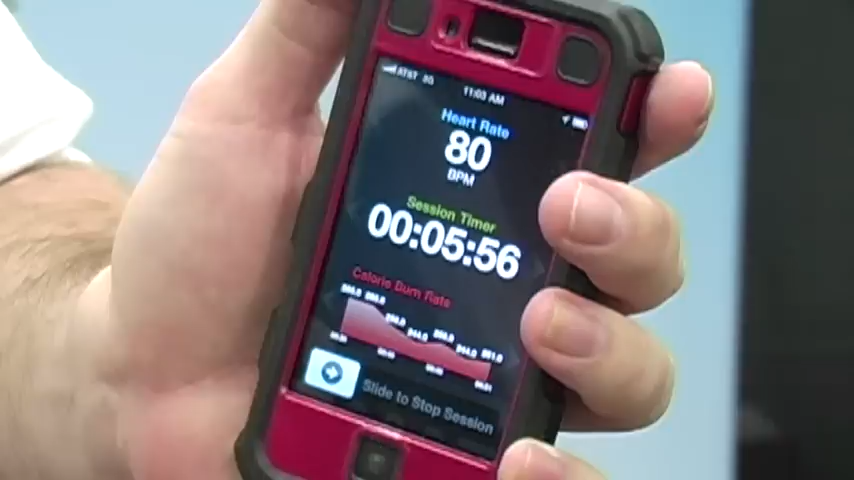 AT&T 3G
11:03 AM
Heart Rate
80
BPM
Session Timer
00:05:56
Calorie Burn Rate
Slide to Stop Session